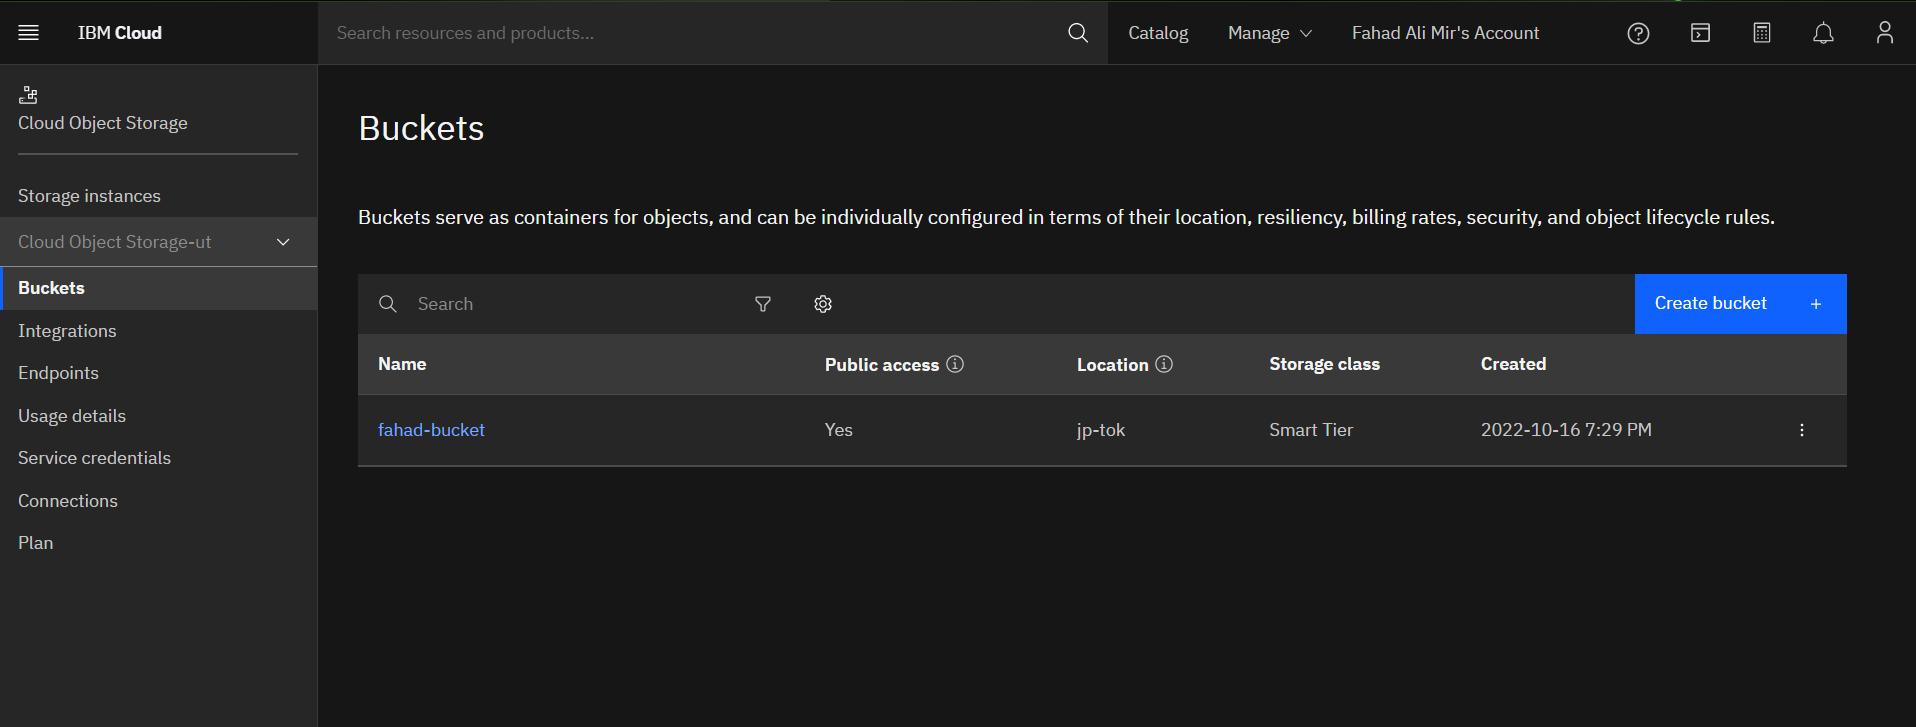 IBM Cloud
Search resources and products...
Catalog
Manage
Fahad Ali Mir's Account
Cloud Object Storage
Storage instances
Cloud Object Storage-ut
Buckets
Integrations
Endpoints
Usage details
Service credentials
Connections
Plan
Buckets
Buckets serve as containers for objects, and can be individually configured in terms of their location, resiliency, billing rates, security, and object lifecycle rules.
Search
Create bucket +
Name Public access Location Storage class Created
fahad-bucket Yes jp-tok Smart Tier 2022-10-16 7:29 PM